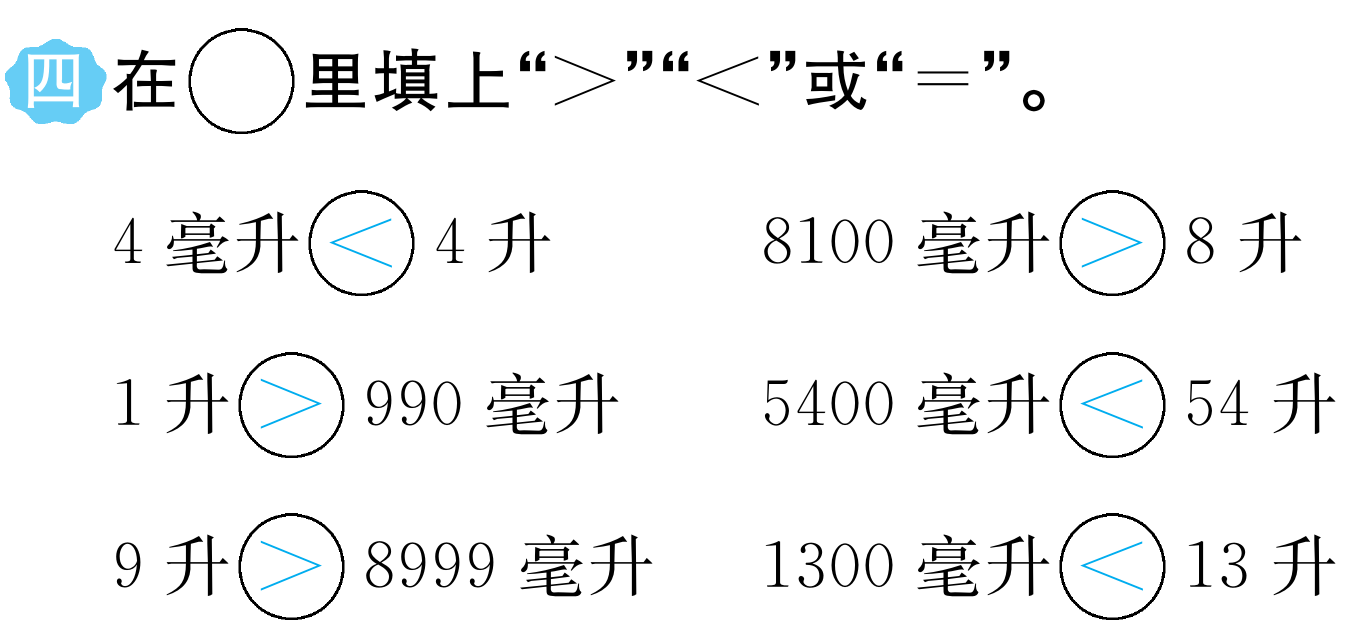 四 在○里填上“>”“<”或“=”。
4 毫升 < 4 升 8100 毫升 > 8 升
1 升 > 990 毫升 5400 毫升 < 54 升
9 升 > 8999 毫升 1300 毫升 < 13 升